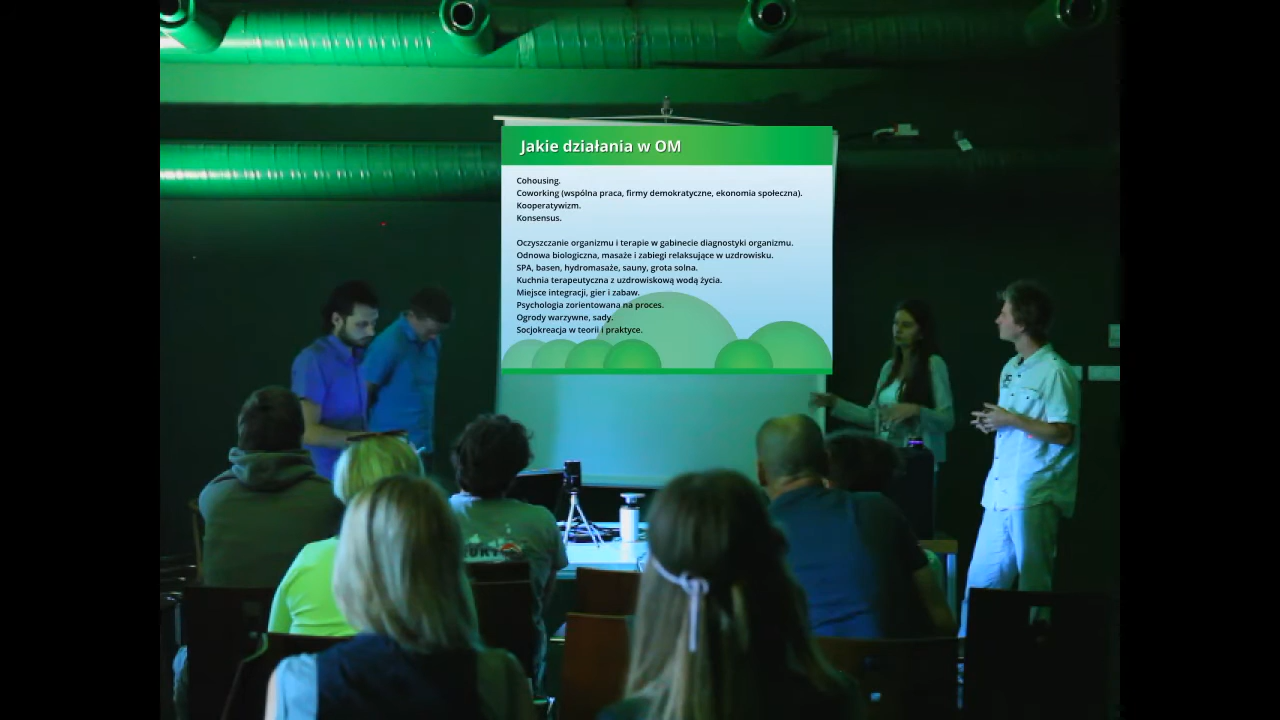 Jakie działania w OM
Cohousing.
Coworking (wspólna praca, firmy demokratyczne, ekonomia społeczna).
Kooperatywizm.
Konsensus.
Oczyszczanie organizmu i terapie w gabinecie diagnostyki organizmu.
Odnowa biologiczna, masaże i zabiegi relaksujące w uzdrowisku.
SPA, basen, hydromasaże, sauny, grota solna.
Kuchnia terapeutyczna z uzdrowiskową wodą życia.
Miejsce integracji, gier i zabaw.
Psychologia zorientowana na proces.
Ogrody warzywne, sady.
Socjokreacja w teorii i praktyce.